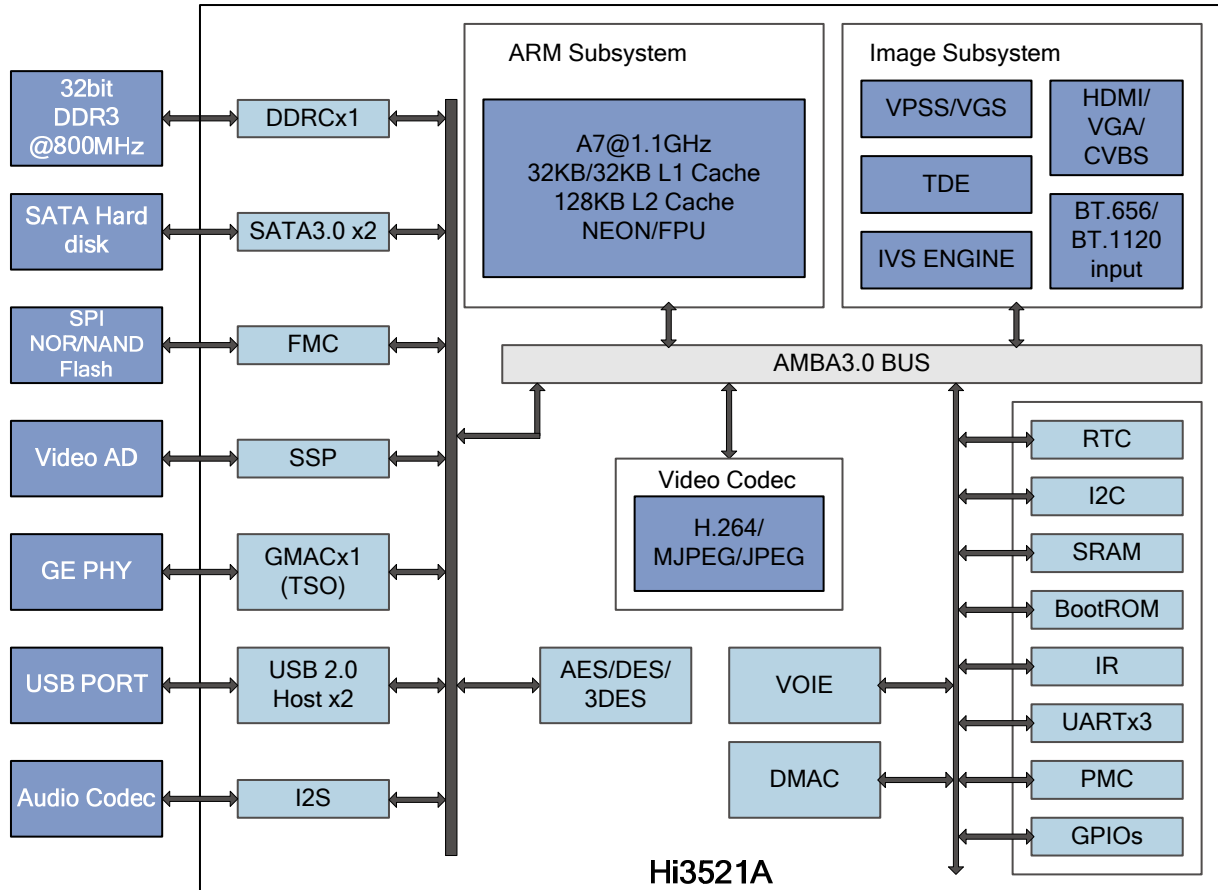 ARM Subsystem
Image Subsystem
32bit
DDR3
@800MHz
DDRCx1
A7@1.1GHz
32KB/32KB L1 Cache
128KB L2 Cache
NEON/FPU
VPSS/VGS
TDE
IVS ENGINE
HDMI/
VGA/
CVBS
BT.656/
BT.1120
input
SATA Hard
disk
SATA3.0 x2
SPI
NOR/NAND
Flash
FMC
AMBA3.0 BUS
Video AD
SSP
Video Codec
H.264/
MJPEG/JPEG
GE PHY
GMACx1
(TSO)
USB PORT
USB 2.0
Host x2
AES/DES/
3DES
VOIE
DMAC
Audio Codec
I2S
RTC
I2C
SRAM
BootROM
IR
UARTx3
PMC
GPIOs
Hi3521A